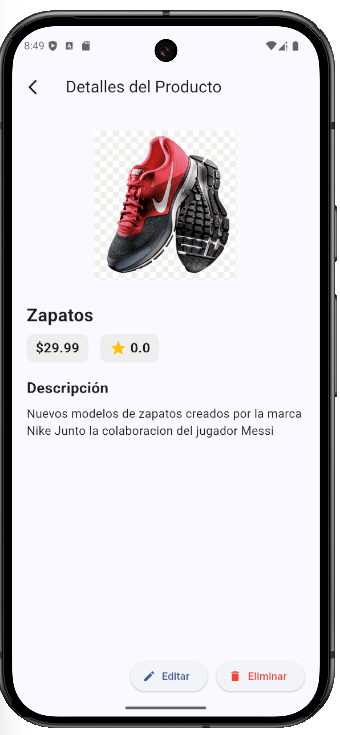 8:49
Detalles del Producto
Zapatos
$29.99
0.0
Descripción
Nuevos modelos de zapatos creados por la marca
Nike Junto la colaboracion del jugador Messi
Editar
Eliminar